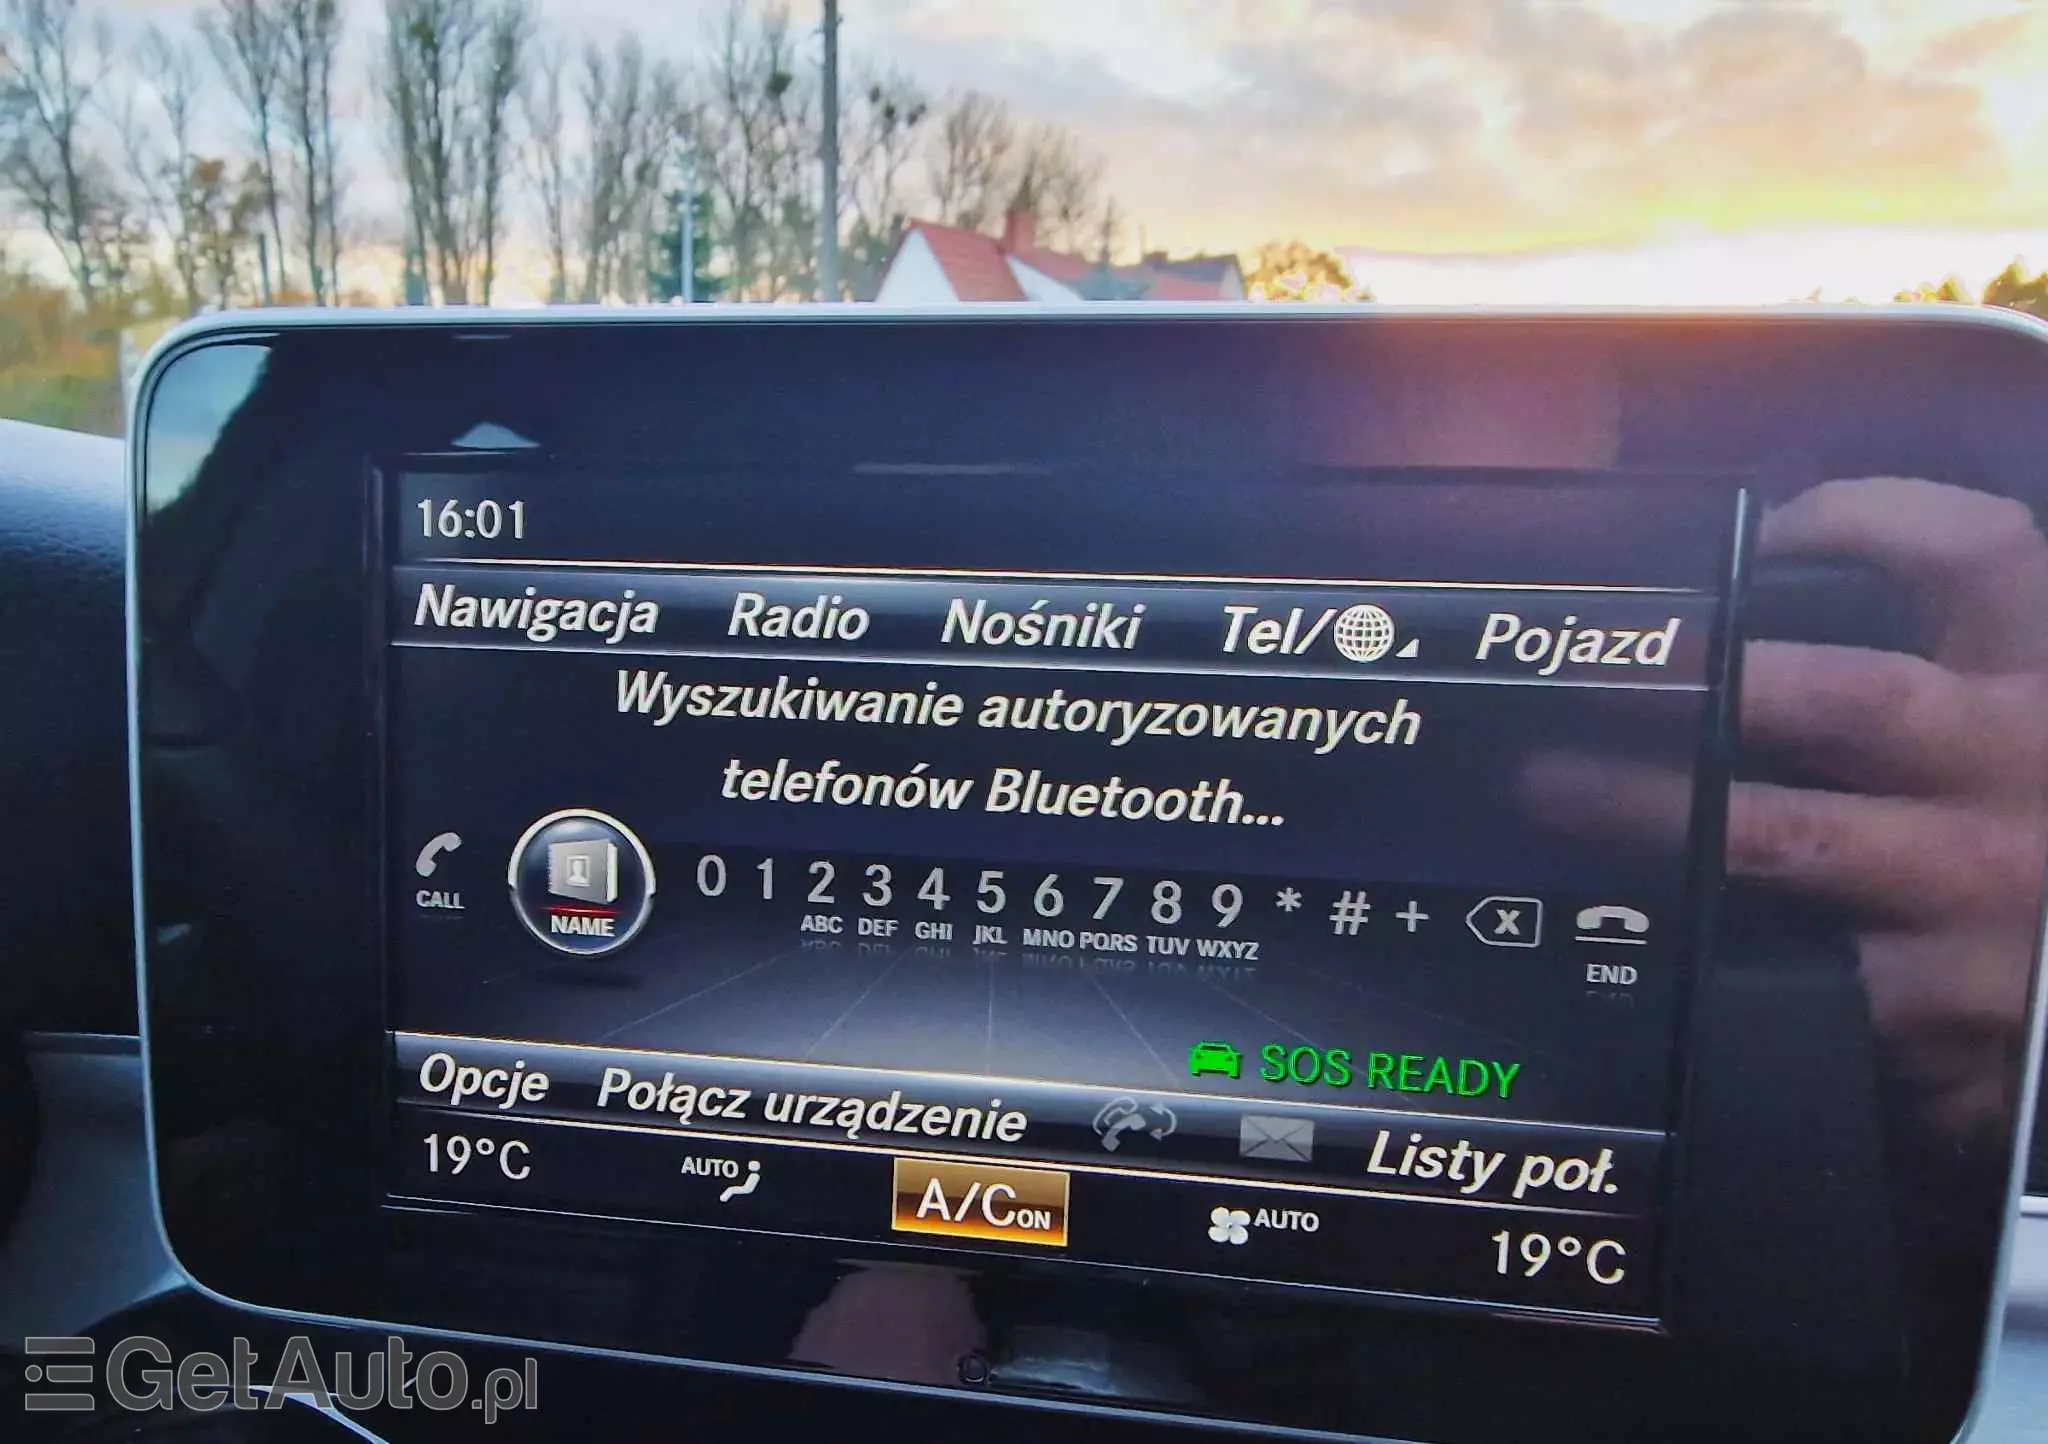 16:01
Nawigacja Radio Nośniki Tel/ Pojazd
Wyszukiwanie autoryzowanych
telefonów Bluetooth...
CALL NAME 0 1 2 3 4 5 6 7 8 9 * # + X END
ABC DEF GHI JKL MNO PQRS TUV WXYZ
SOS READY
Opcje Połącz urządzenie Listy poł.
19°C AUTO A/C ON AUTO 19°C
GetAuto.pl